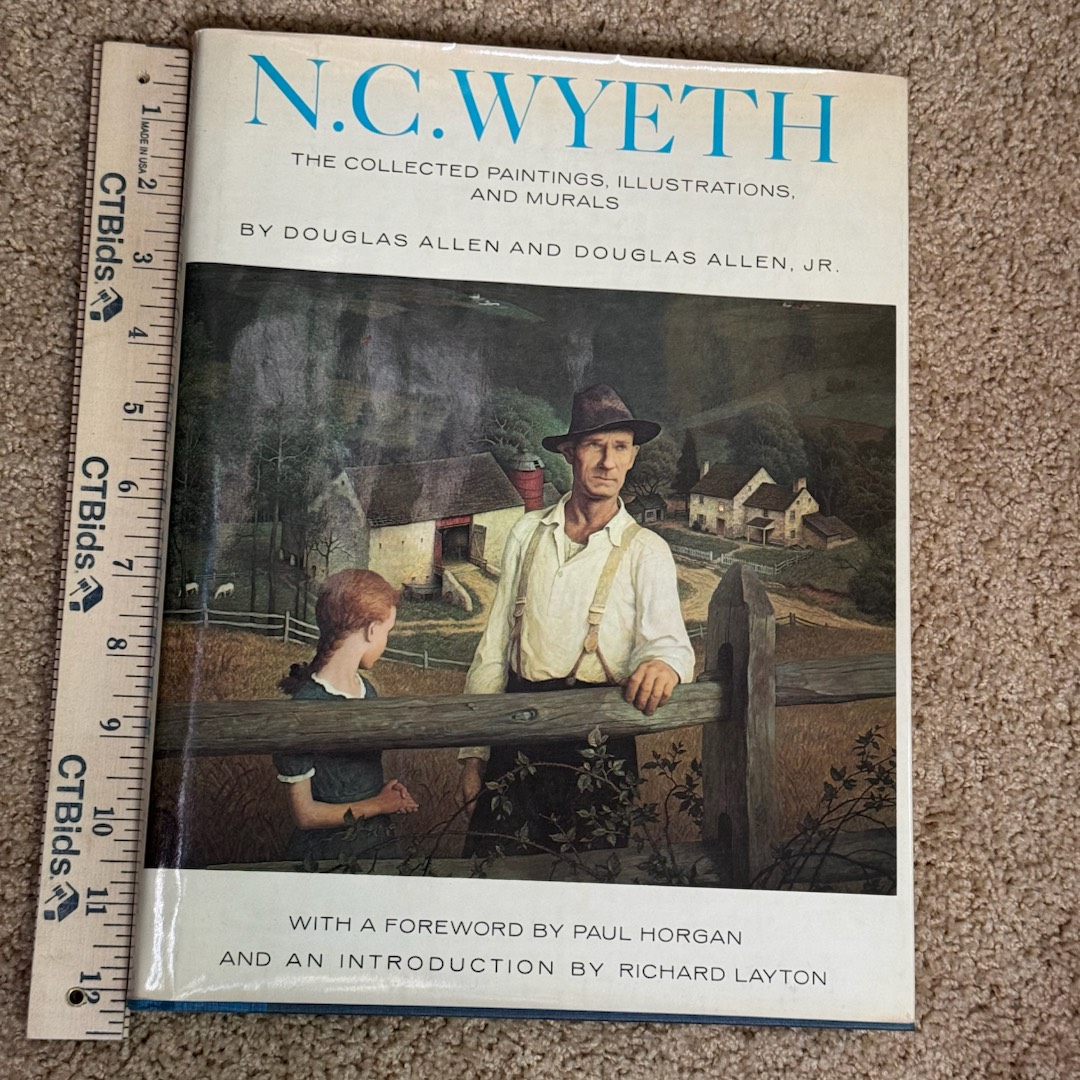 N.C. WYETH
THE COLLECTED PAINTINGS, ILLUSTRATIONS,
AND MURALS
BY DOUGLAS ALLEN AND DOUGLAS ALLEN, JR.
WITH A FOREWORD BY PAUL HORGAN
AND AN INTRODUCTION BY RICHARD LAYTON
1
MADE IN USA
2
3
4
5
6
7
8
9
10
11
12
CTBids
CTBids
CTBids